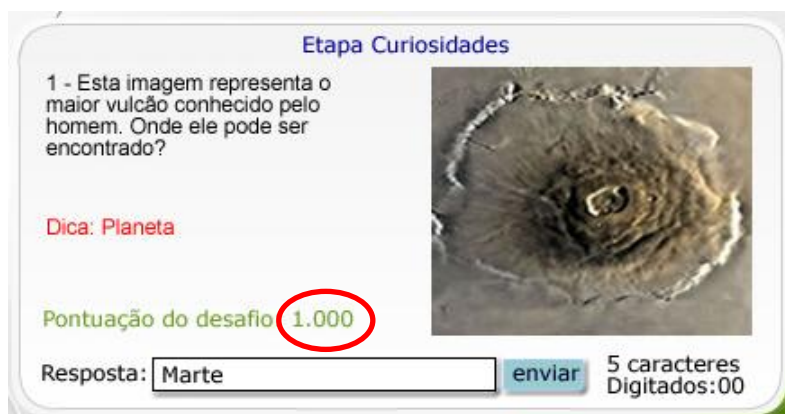 Etapa Curiosidades
1 - Esta imagem representa o
maior vulcão conhecido pelo
homem. Onde ele pode ser
encontrado?
Dica: Planeta
Pontuação do desafio 1.000
Resposta: Marte enviar 5 caracteres
Digitados:00